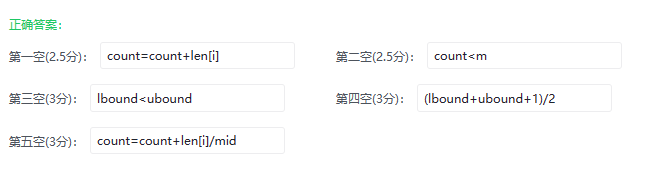 正确答案：
第一空(2.5分)： count=count+len[i] 第二空(2.5分)： count<m
第三空(3分)： lbound<ubound 第四空(3分)： (lbound+ubound+1)/2
第五空(3分)： count=count+len[i]/mid